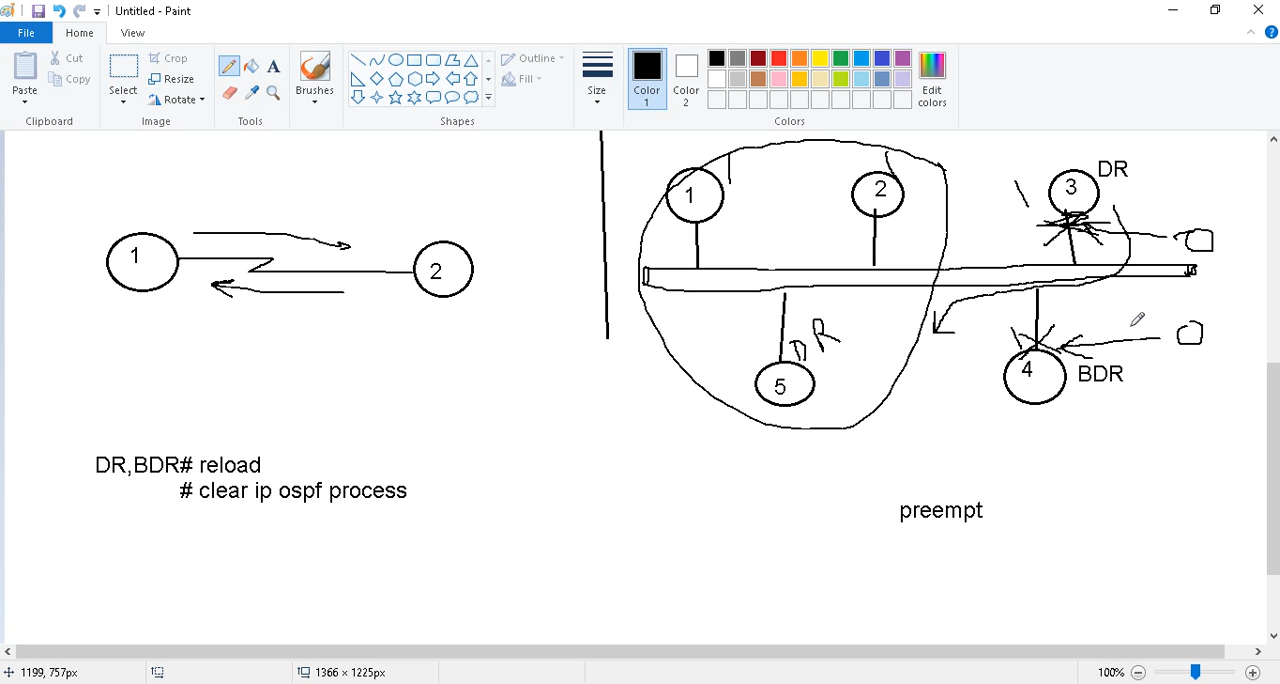 Untitled - Paint
File
Home
View
Paste
Cut
Copy
Clipboard
Select
Crop
Resize
Rotate
Image
A
Tools
Brushes
Shapes
Outline
Fill
Size
Color 1
Color 2
Edit colors
Colors
1
2
1
2
3
DR
DR
5
4
BDR
DR,BDR# reload
# clear ip ospf process
preempt
1199, 757px
1366 × 1225px
100%